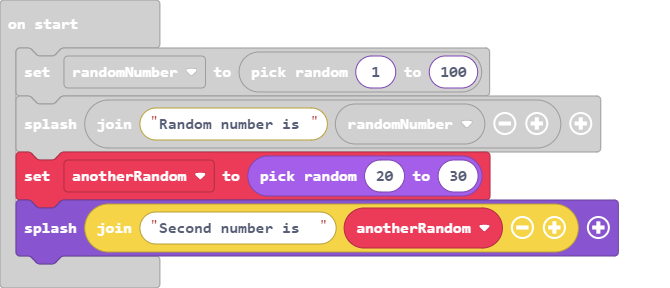 on start
set randomNumber to pick random 1 to 100
splash join "Random number is " randomNumber
set anotherRandom to pick random 20 to 30
splash join "Second number is " anotherRandom